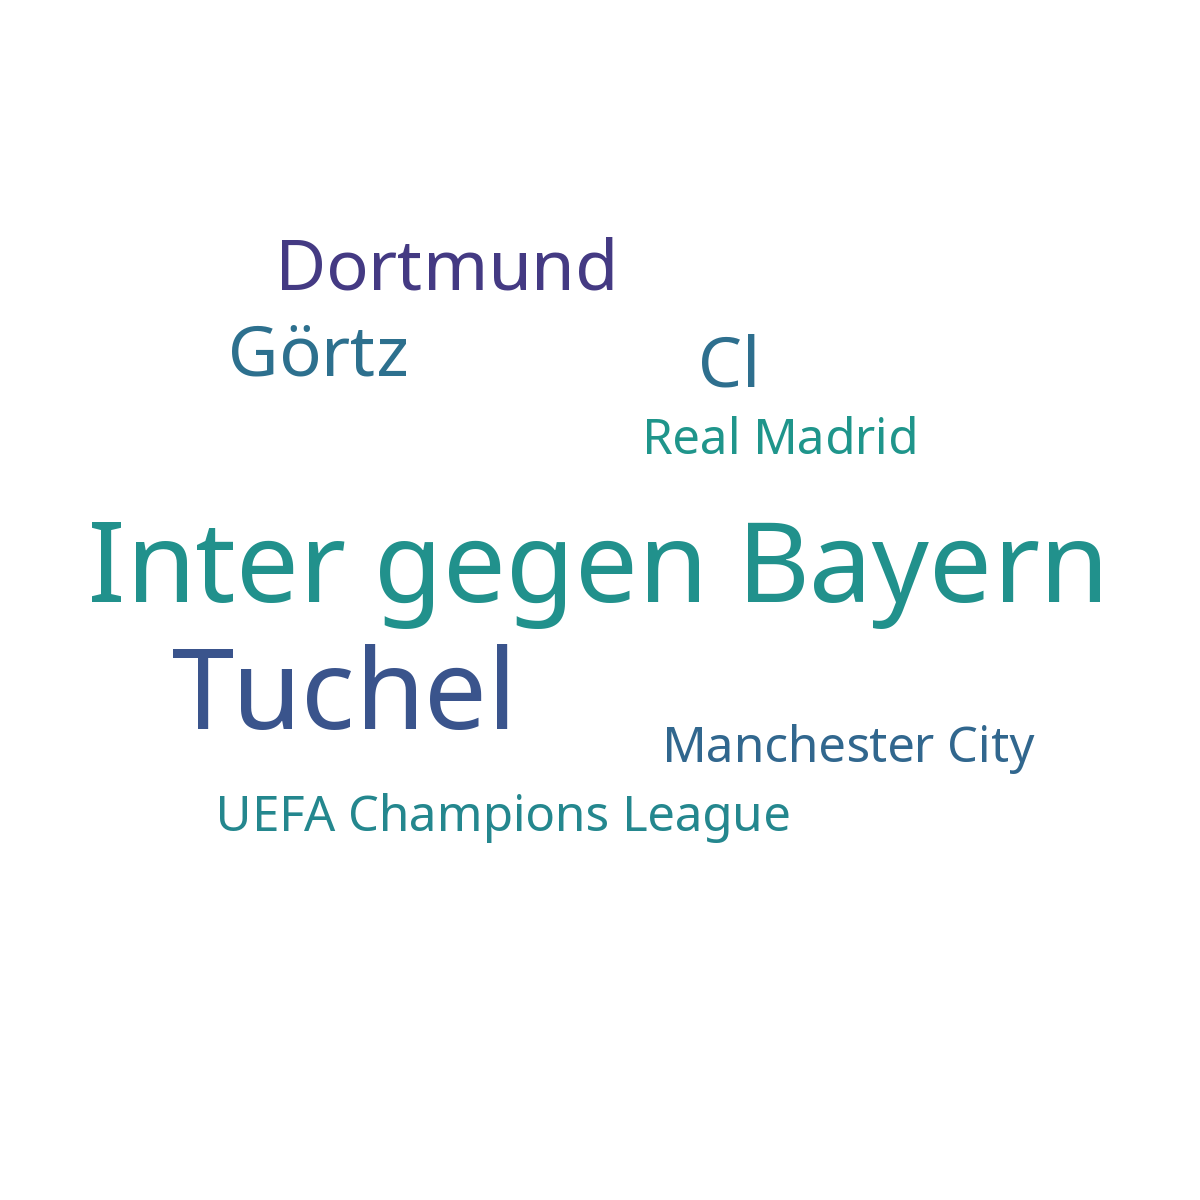 Dortmund
Görtz
Cl
Real Madrid
Inter gegen Bayern
Tuchel
Manchester City
UEFA Champions League